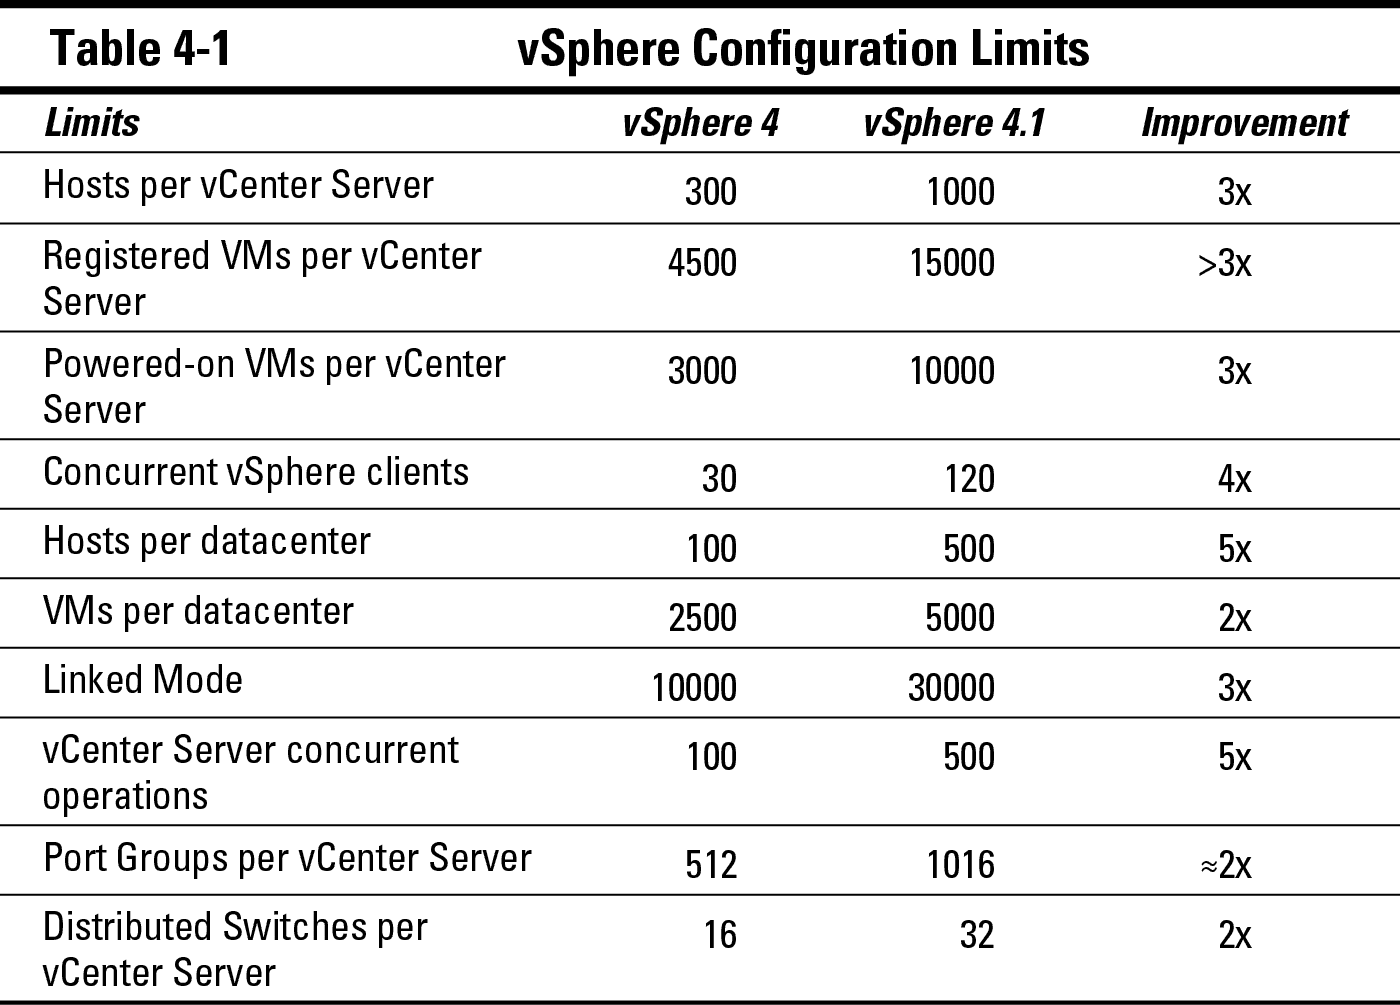 Table 4-1 vSphere Configuration Limits
Limits vSphere 4 vSphere 4.1 Improvement
Hosts per vCenter Server 300 1000 3x
Registered VMs per vCenter 4500 15000 >3x
Server
Powered-on VMs per vCenter 3000 10000 3x
Server
Concurrent vSphere clients 30 120 4x
Hosts per datacenter 100 500 5x
VMs per datacenter 2500 5000 2x
Linked Mode 10000 30000 3x
vCenter Server concurrent 100 500 5x
operations
Port Groups per vCenter Server 512 1016 ≈2x
Distributed Switches per 16 32 2x
vCenter Server